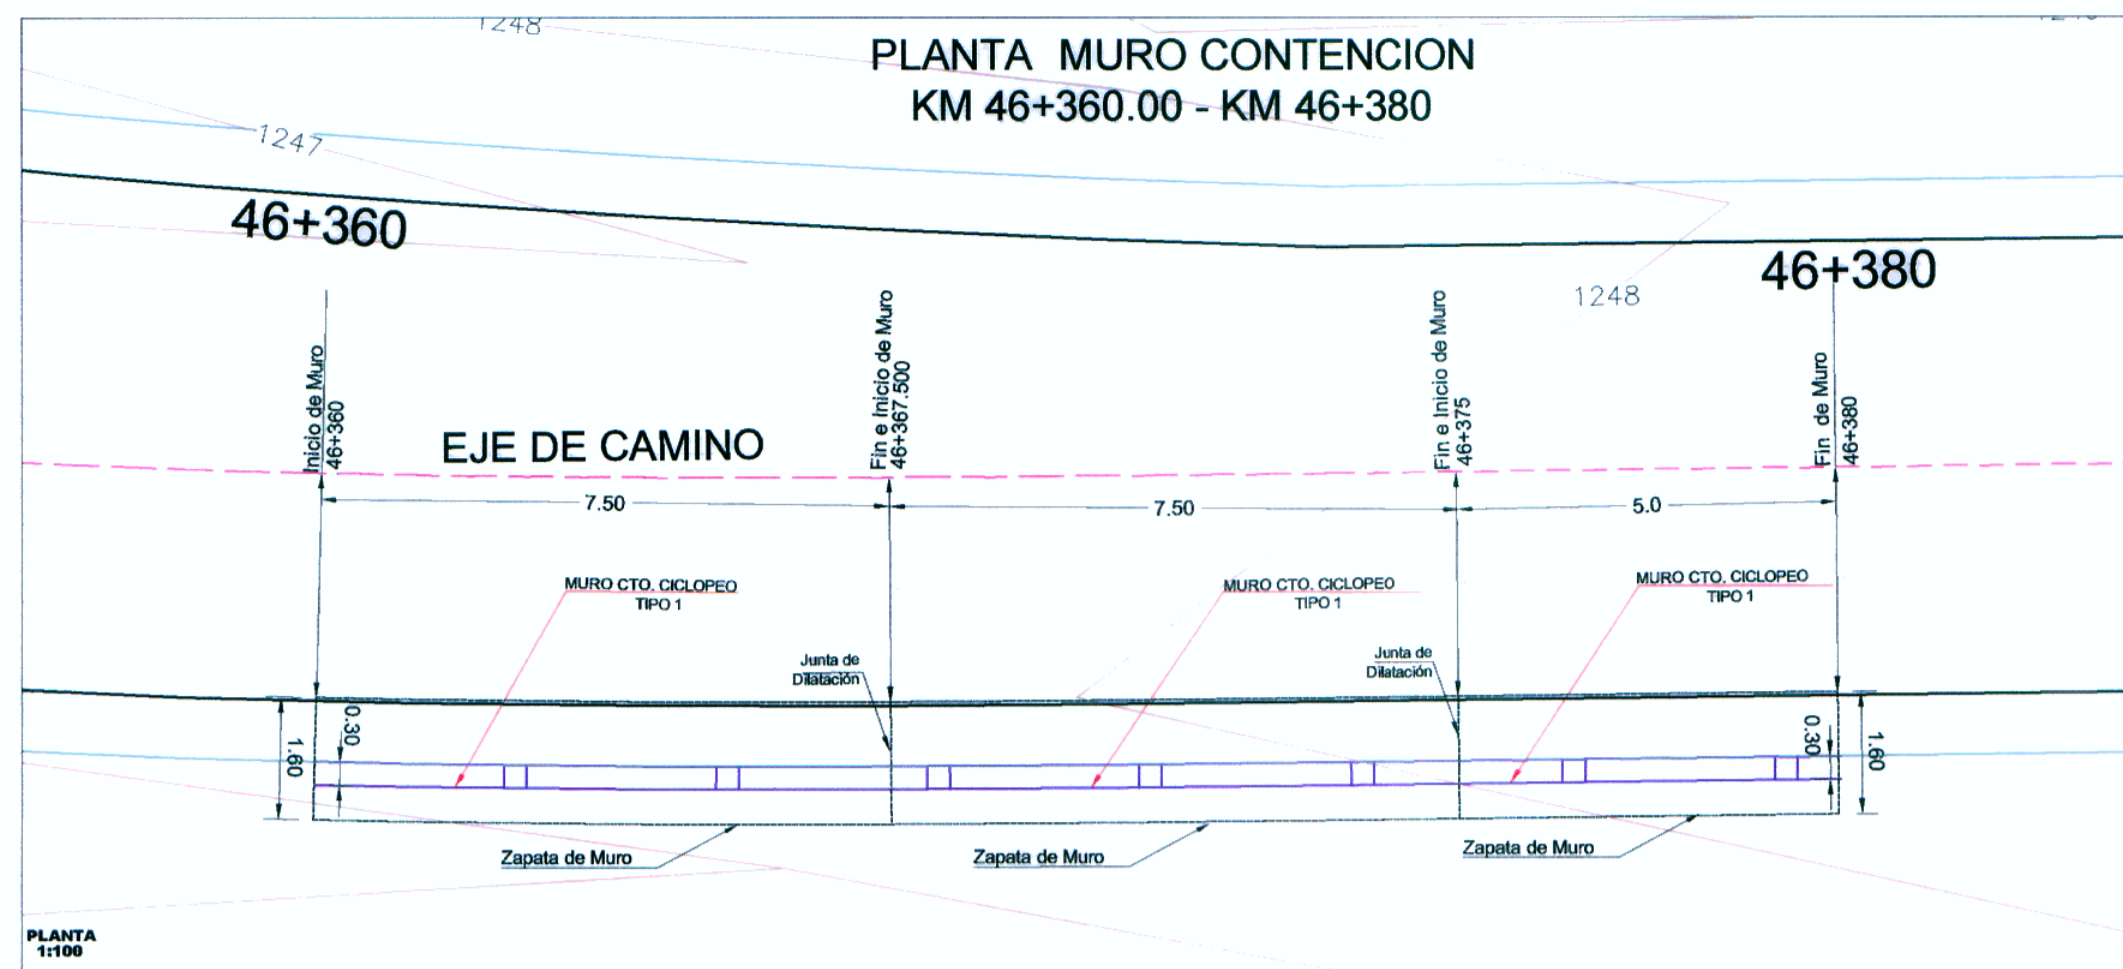 1248
PLANTA MURO CONTENCION
KM 46+360.00 - KM 46+380
1247
46+360
46+380
1248
Inicio de Muro
46+360
Fin e Inicio de Muro
46+367.500
Fin e Inicio de Muro
46+375
Fin de Muro
46+380
EJE DE CAMINO
7.50
7.50
5.0
MURO CTO. CICLOPEO
TIPO 1
MURO CTO. CICLOPEO
TIPO 1
MURO CTO. CICLOPEO
TIPO 1
Junta de
Dilatación
Junta de
Dilatación
0.30
1.60
0.30
1.60
Zapata de Muro
Zapata de Muro
Zapata de Muro
PLANTA
1:100